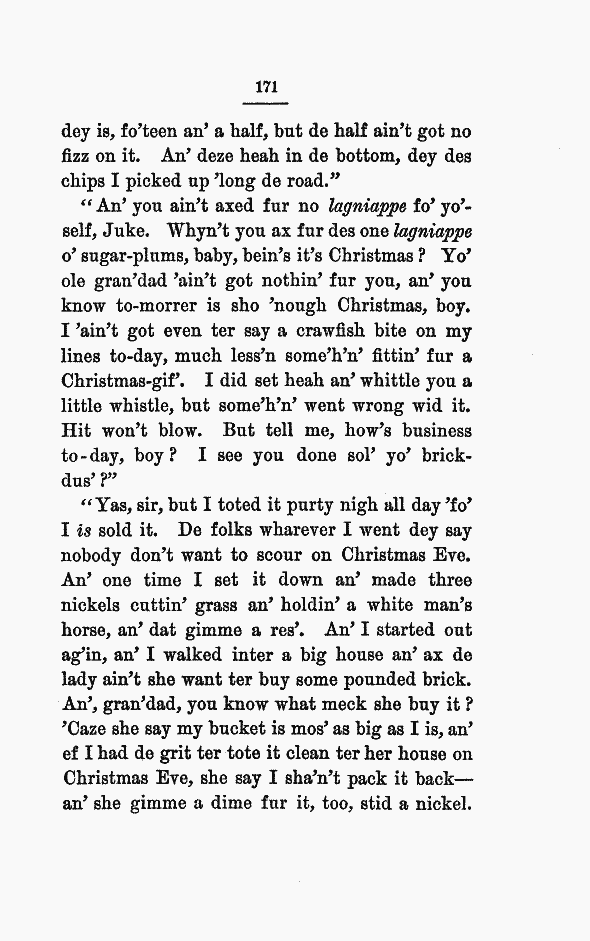 171
dey is, fo'teen an' a half, but de half ain't got no
fizz on it. An' deze heah in de bottom, dey des
chips I picked up 'long de road."
"An' you ain't axed fur no lagniappe fo' yo'-
self, Juke. Whyn't you ax fur des one lagniappe
o' sugar-plums, baby, bein's it's Christmas? Yo'
ole gran'dad 'ain't got nothin' fur you, an' you
know to-morrer is sho 'nough Christmas, boy.
I 'ain't got even ter say a crawfish bite on my
lines to-day, much less'n some'h'n' fittin' fur a
Christmas-gif'. I did set heah an' whittle you a
little whistle, but some'h'n' went wrong wid it.
Hit won't blow. But tell me, how's business
to-day, boy? I see you done sol' yo' brick-
dus'?"
"Yas, sir, but I toted it purty nigh all day 'fo'
I is sold it. De folks wharever I went dey say
nobody don't want to scour on Christmas Eve.
An' one time I set it down an' made three
nickels cuttin' grass an' holdin' a white man's
horse, an' dat gimme a res'. An' I started out
ag'in, an' I walked inter a big house an' ax de
lady ain't she want ter buy some pounded brick.
An', gran'dad, you know what meck she buy it?
'Caze she say my bucket is mos' as big as I is, an'
ef I had de grit ter tote it clean ter her house on
Christmas Eve, she say I sha'n't pack it back—
an' she gimme a dime fur it, too, stid a nickel.